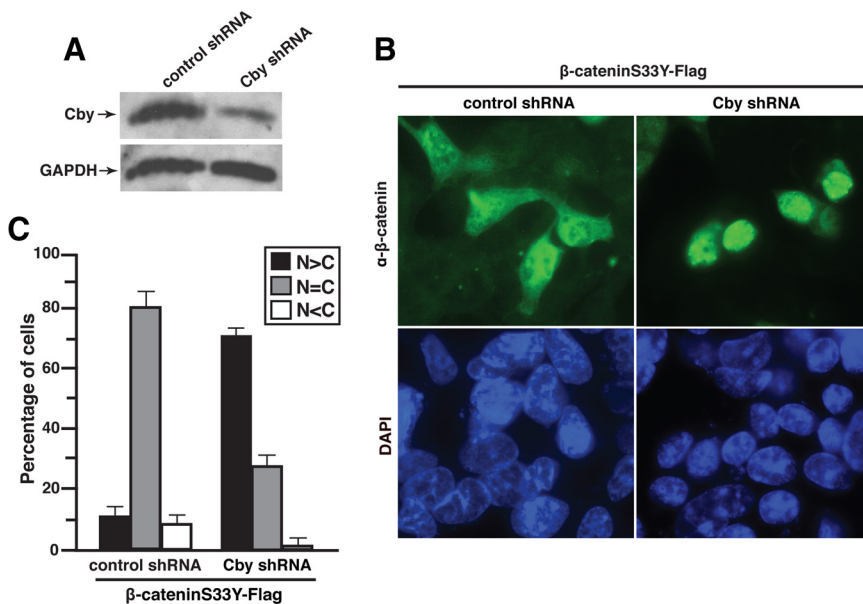 A
control shRNA
Cby shRNA
Cby
GAPDH
B
β-cateninS33Y-Flag
control shRNA
Cby shRNA
α-β-catenin
DAPI
C
100
80
60
40
20
0
Percentage of cells
N>C
N=C
N<C
control shRNA
Cby shRNA
β-cateninS33Y-Flag